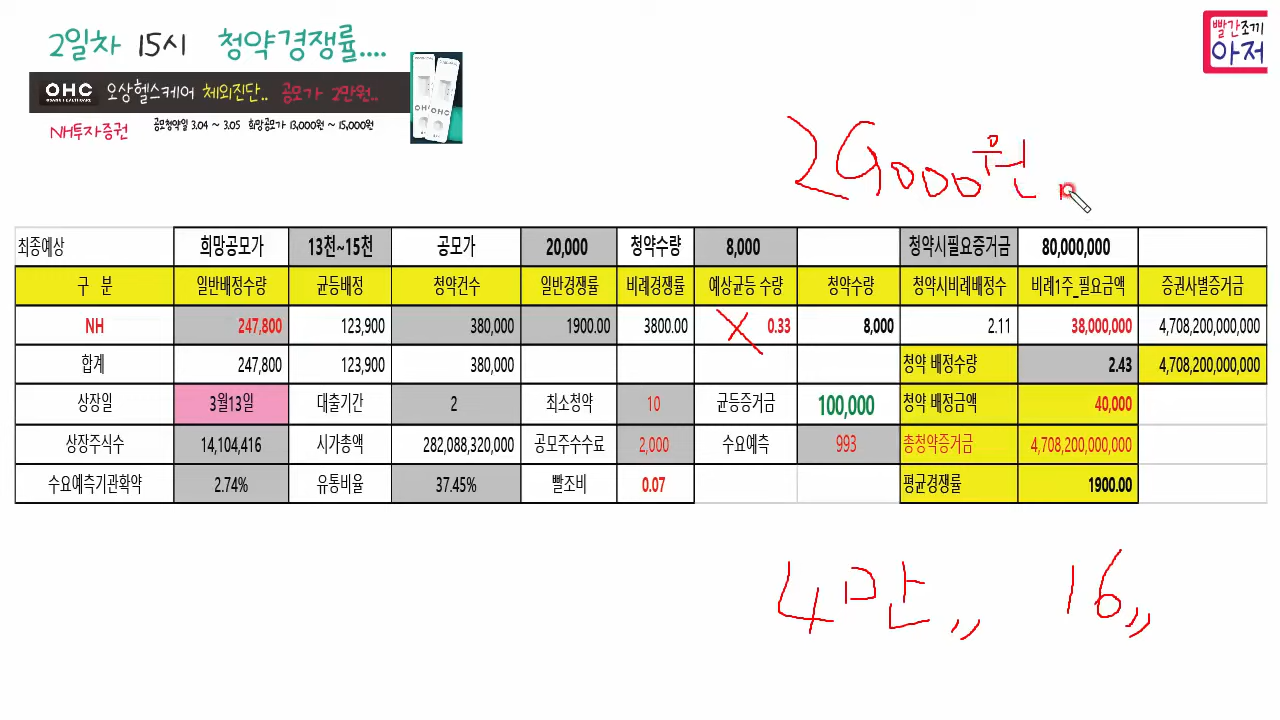 2일차 15시 청약경쟁률....
빨간조끼
아저
OHC 오상헬스케어 체외진단.. 공모가 2만원..
OSANG HEALTHCARE
NH투자증권 공모청약일 3.04 ~ 3.05 희망공모가 13,000원 ~ 15,000원
OHC OHC
29000원
최종예상 희망공모가 13천~15천 공모가 20,000 청약수량 8,000 청약시필요증거금 80,000,000
구 분 일반배정수량 균등배정 청약건수 일반경쟁률 비례경쟁률 예상균등 수량 청약수량 청약시비례배정수 비례1주_필요금액 증권사별증거금
NH 247,800 123,900 380,000 1900.00 3800.00 0.33 8,000 2.11 38,000,000 4,708,200,000,000
합계 247,800 123,900 380,000 청약 배정수량 2.43 4,708,200,000,000
상장일 3월13일 대출기간 2 최소청약 10 균등증거금 100,000 청약 배정금액 40,000
상장주식수 14,104,416 시가총액 282,088,320,000 공모주수수료 2,000 수요예측 993 총청약증거금 4,708,200,000,000
수요예측기관확약 2.74% 유통비율 37.45% 빨조비 0.07 평균경쟁률 1900.00
4만,, 16,,